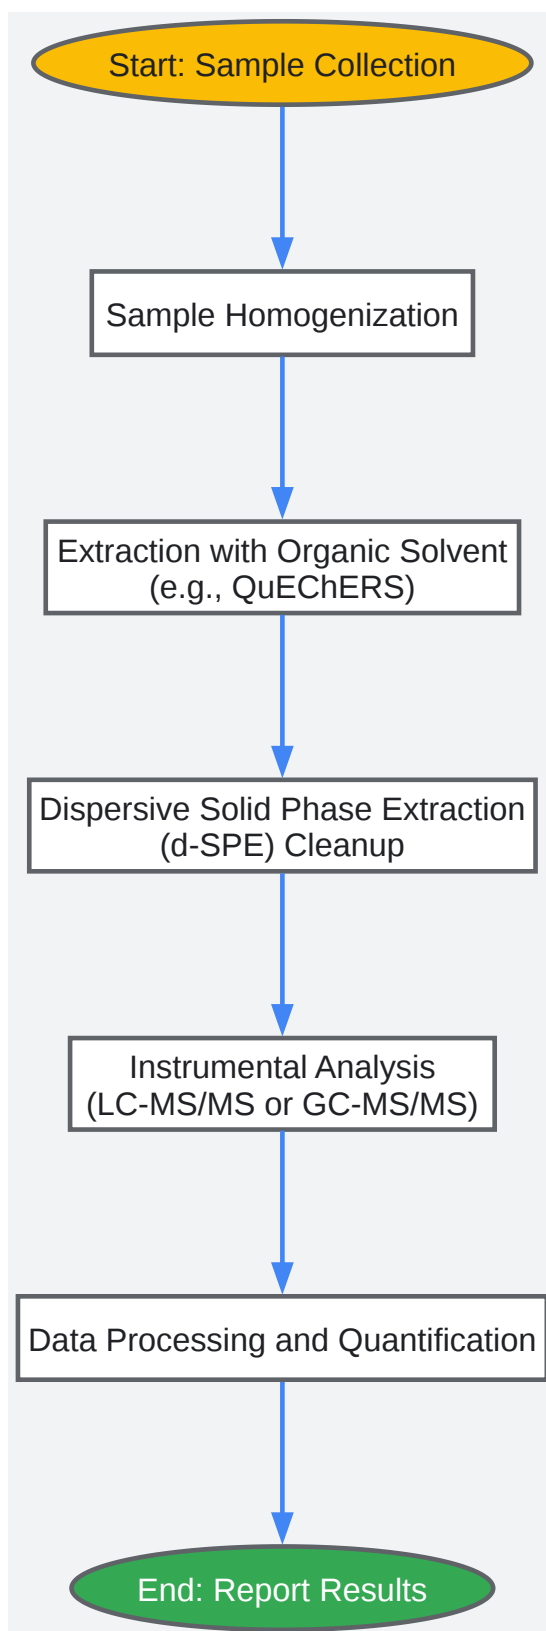 Start: Sample Collection
Sample Homogenization
Extraction with Organic Solvent
(e.g., QuEChERS)
Dispersive Solid Phase Extraction
(d-SPE) Cleanup
Instrumental Analysis
(LC-MS/MS or GC-MS/MS)
Data Processing and Quantification
End: Report Results